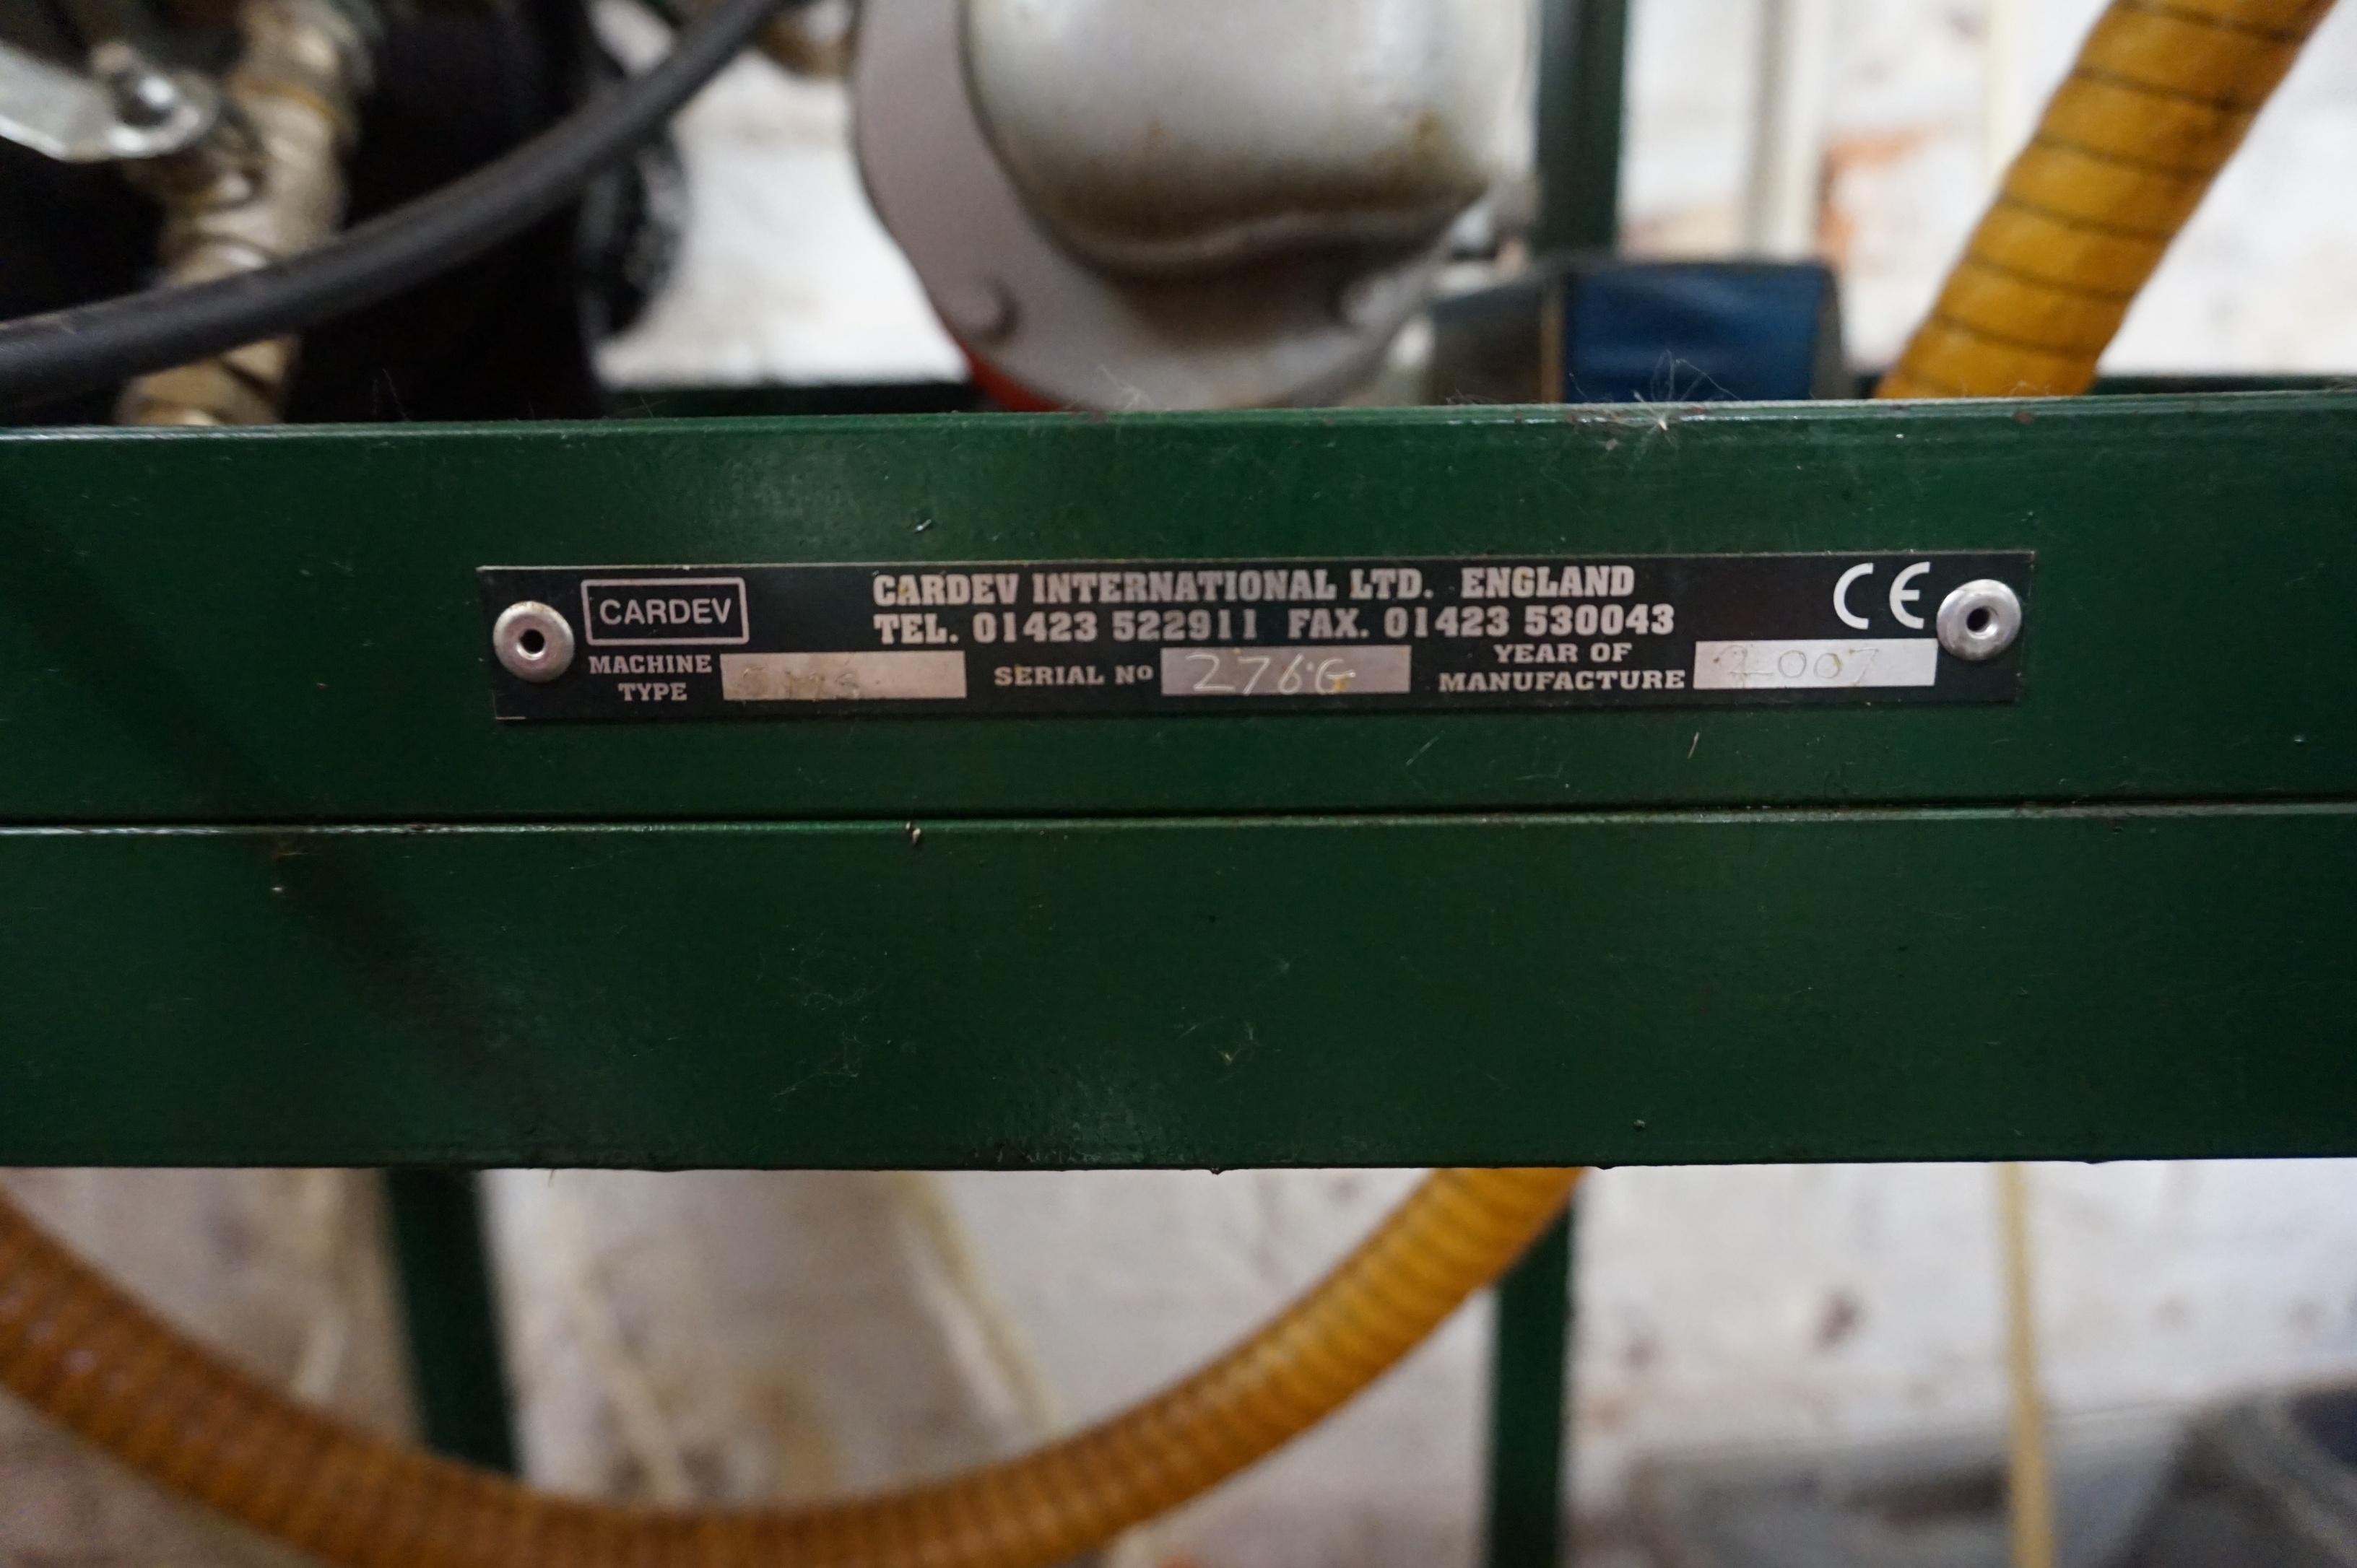 CARDEV
CARDEV INTERNATIONAL LTD. ENGLAND
TEL. 01423 522911 FAX. 01423 530043
CE
MACHINE TYPE
SERIAL Nº
YEAR OF MANUFACTURE 2007